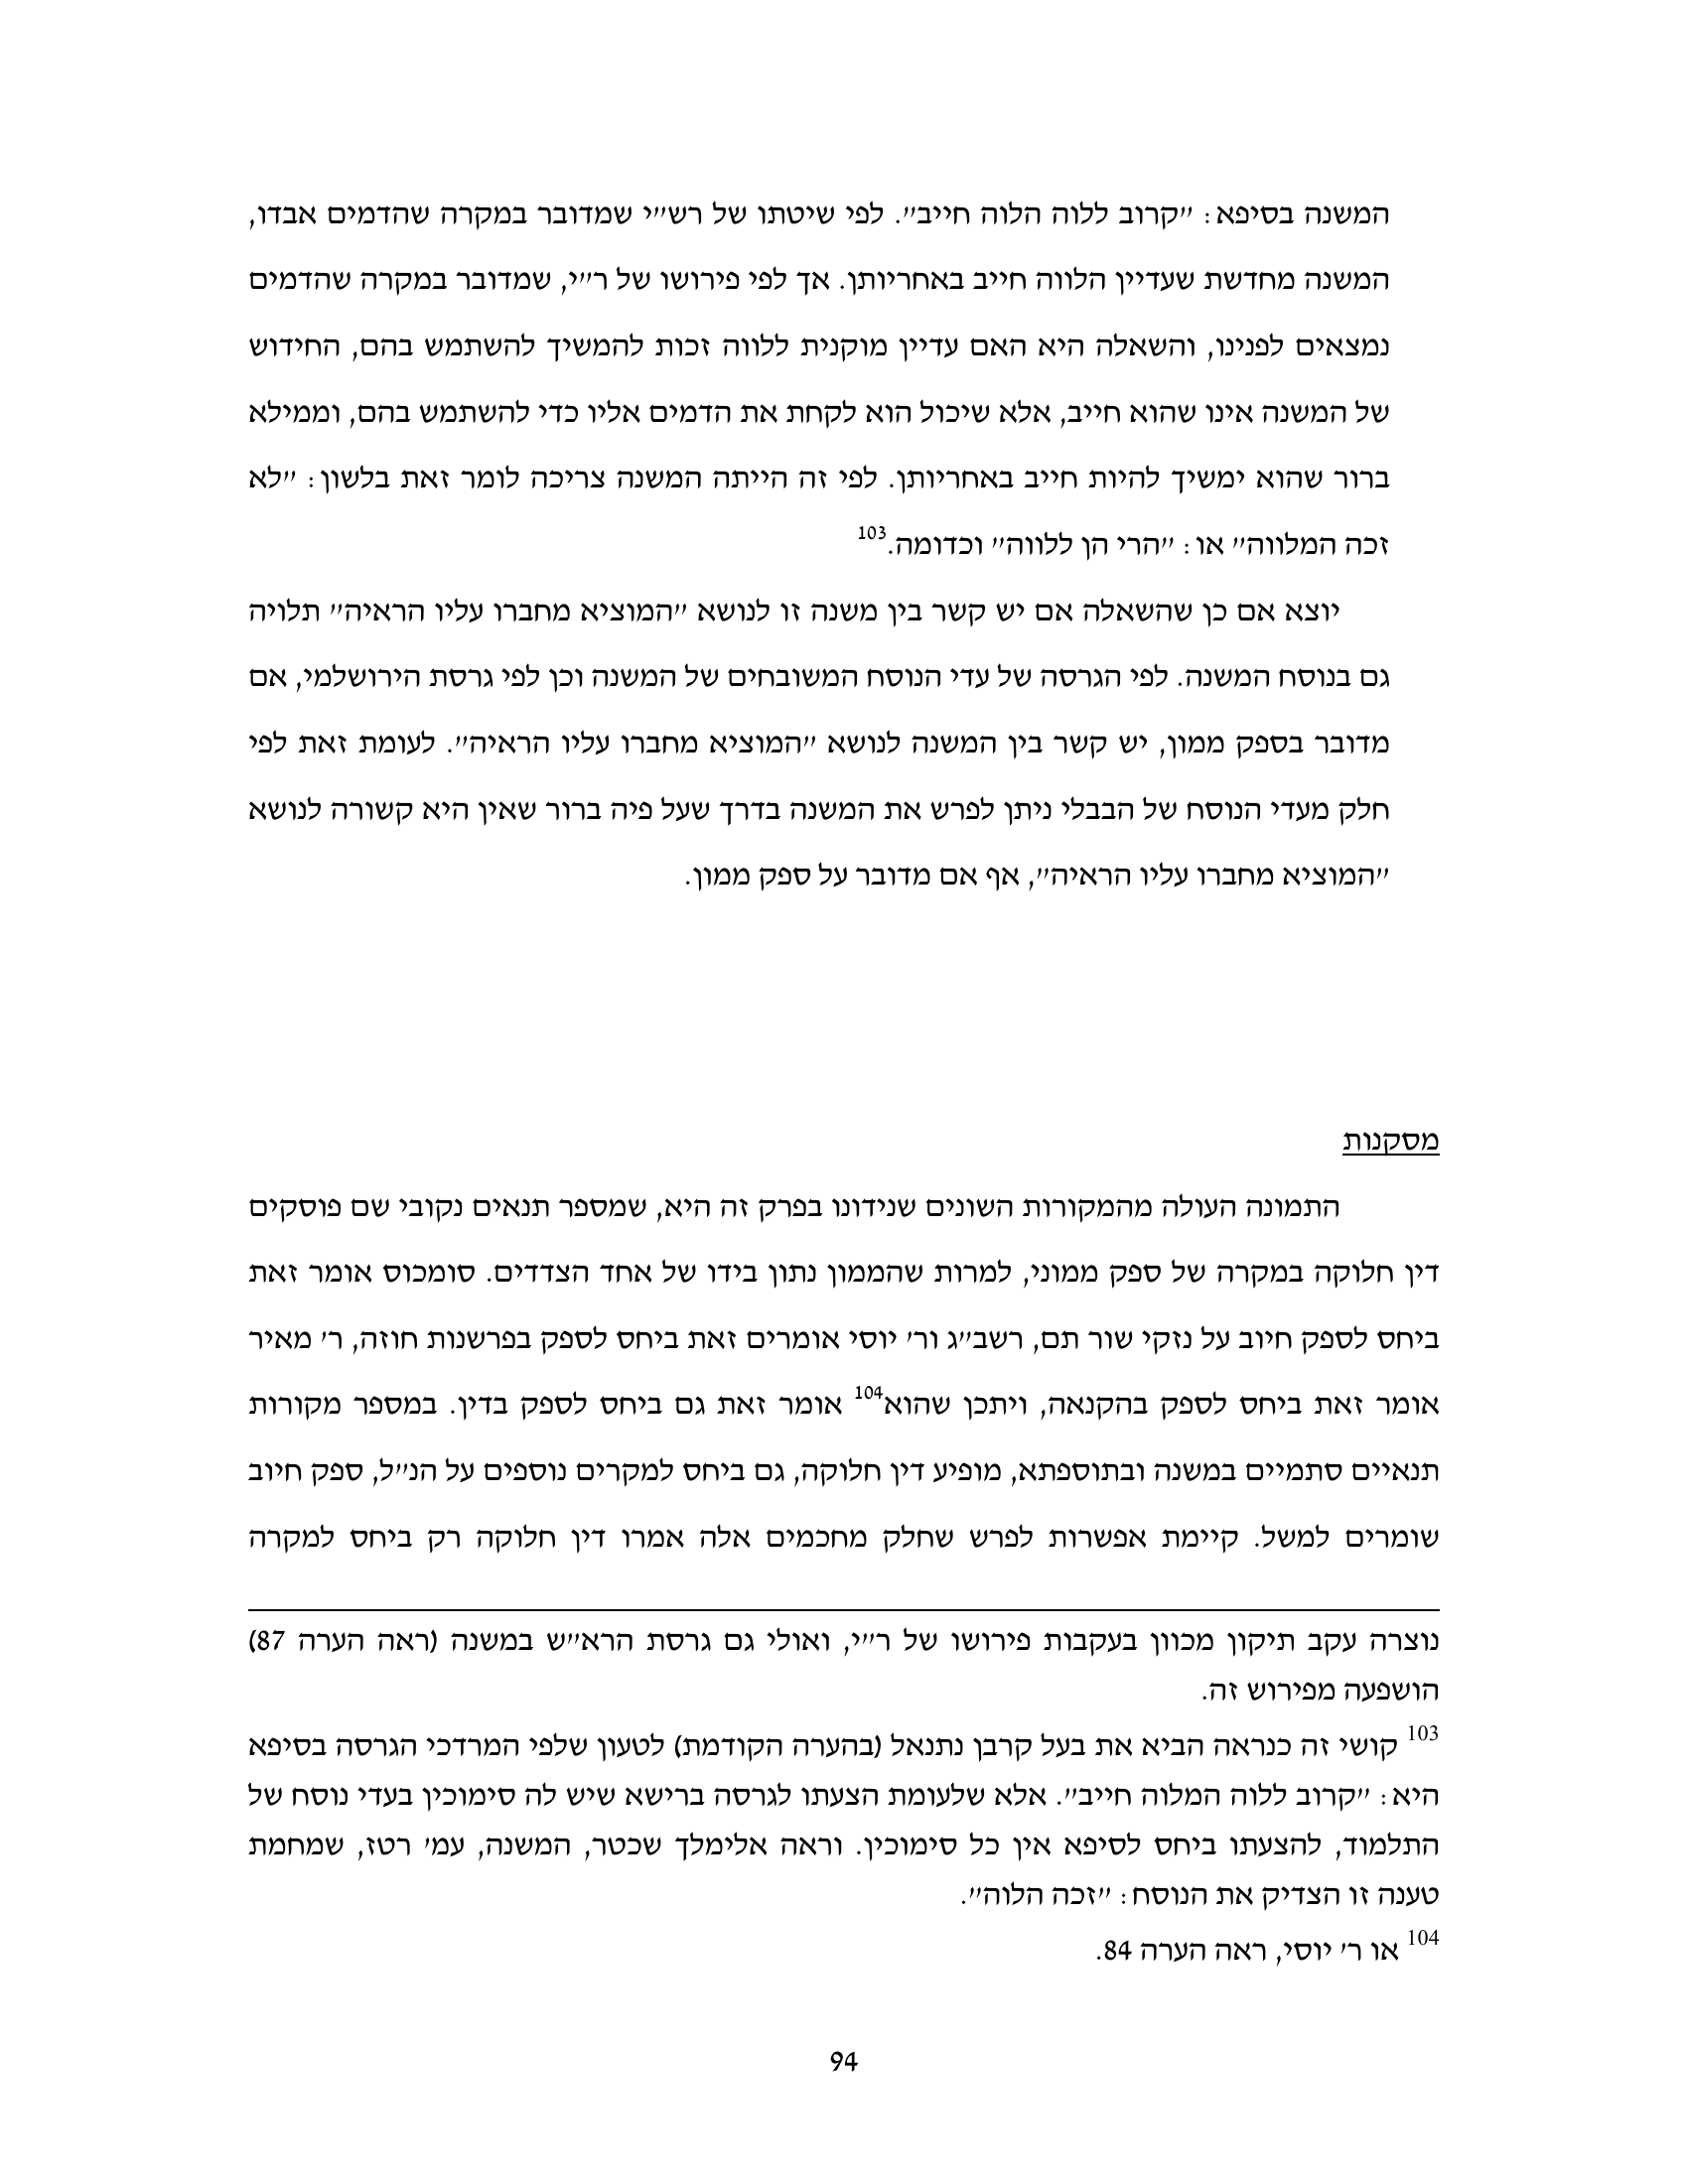 המשנה בסיפא: "קרוב ללוה הלוה חייב". לפי שיטתו של רש"י שמדובר במקרה שהדמים אבדו,
המשנה מחדשת שעדיין הלווה חייב באחריותן. אך לפי פירושו של ר"י, שמדובר במקרה שהדמים
נמצאים לפנינו, והשאלה היא האם עדיין מוקנית ללווה זכות להמשיך להשתמש בהם, החידוש
של המשנה אינו שהוא חייב, אלא שיכול הוא לקחת את הדמים אליו כדי להשתמש בהם, וממילא
ברור שהוא ימשיך להיות חייב באחריותן. לפי זה הייתה המשנה צריכה לומר זאת בלשון: "לא
זכה המלווה" או: "הרי הן ללווה" וכדומה.103
יוצא אם כן שהשאלה אם יש קשר בין משנה זו לנושא "המוציא מחברו עליו הראיה" תלויה
גם בנוסח המשנה. לפי הגרסה של עדי הנוסח המשובחים של המשנה וכן לפי גרסת הירושלמי, אם
מדובר בספק ממון, יש קשר בין המשנה לנושא "המוציא מחברו עליו הראיה". לעומת זאת לפי
חלק מעדי הנוסח של הבבלי ניתן לפרש את המשנה בדרך שעל פיה ברור שאין היא קשורה לנושא
"המוציא מחברו עליו הראיה", אף אם מדובר על ספק ממון.
מסקנות
התמונה העולה מהמקורות השונים שנידונו בפרק זה היא, שמספר תנאים נקובי שם פוסקים
דין חלוקה במקרה של ספק ממוני, למרות שהממון נתון בידו של אחד הצדדים. סומכוס אומר זאת
ביחס לספק חיוב על נזקי שור תם, רשב"ג ור' יוסי אומרים זאת ביחס לספק בפרשנות חוזה, ר' מאיר
אומר זאת ביחס לספק בהקנאה, ויתכן שהוא104 אומר זאת גם ביחס לספק בדין. במספר מקורות
תנאיים סתמיים במשנה ובתוספתא, מופיע דין חלוקה, גם ביחס למקרים נוספים על הנ"ל, ספק חיוב
שומרים למשל. קיימת אפשרות לפרש שחלק מחכמים אלה אמרו דין חלוקה רק ביחס למקרה
נוצרה עקב תיקון מכוון בעקבות פירושו של ר"י, ואולי גם גרסת הרא"ש במשנה (ראה הערה 87)
הושפעה מפירוש זה.
103 קושי זה כנראה הביא את בעל קרבן נתנאל (בהערה הקודמת) לטעון שלפי המרדכי הגרסה בסיפא
היא: "קרוב ללוה המלוה חייב". אלא שלעומת הצעתו לגרסה ברישא שיש לה סימוכין בעדי נוסח של
התלמוד, להצעתו ביחס לסיפא אין כל סימוכין. וראה אלימלך שכטר, המשנה, עמ' רטז, שמחמת
טענה זו הצדיק את הנוסח: "זכה הלוה".
104 או ר' יוסי, ראה הערה 84.
94